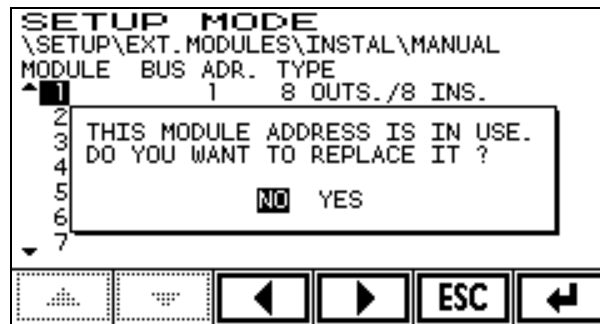 SETUP MODE
\SETUP\EXT.MODULES\INSTAL\MANUAL
MODULE BUS ADR. TYPE
1 1 8 OUTS./8 INS.
2
THIS MODULE ADDRESS IS IN USE.
3
DO YOU WANT TO REPLACE IT ?
4
5
NO YES
6
7
ESC